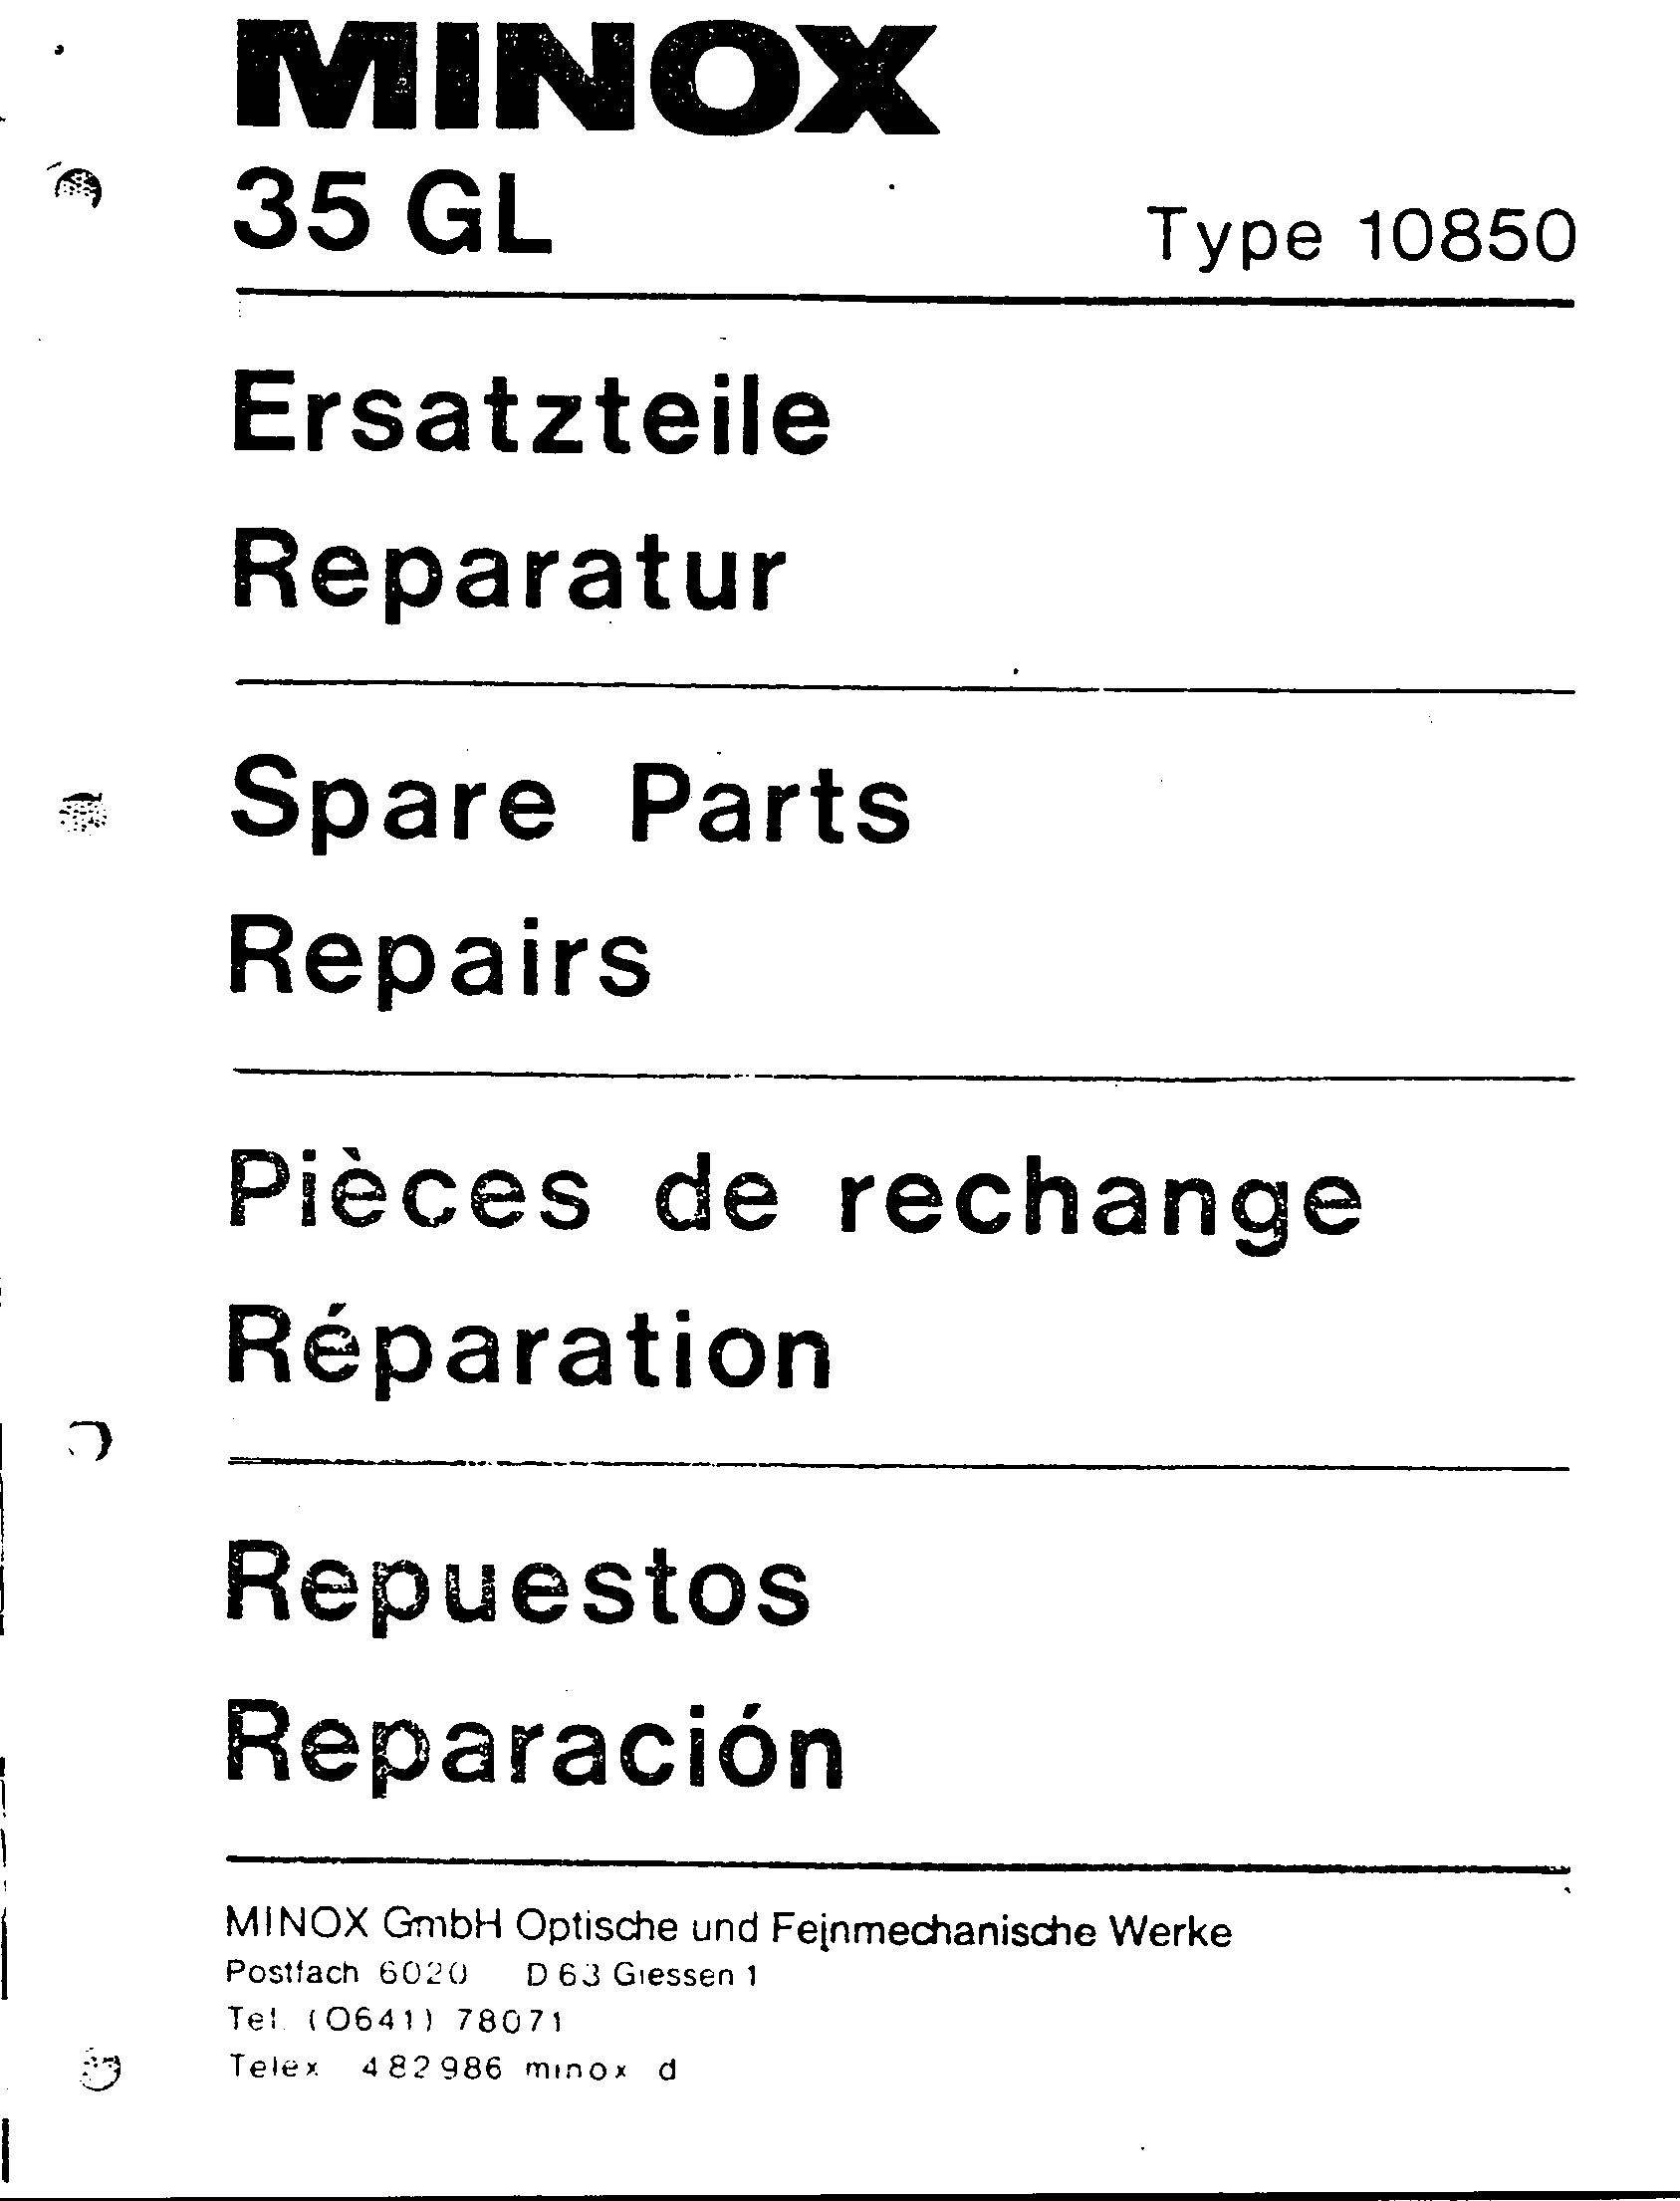 MINOX
35 GL
Type 10850
Ersatzteile
Reparatur
Spare Parts
Repairs
Pièces de rechange
Réparation
Repuestos
Reparación
MINOX GmbH Optische und Feinmechanische Werke
Postfach 6020 D 63 Giessen 1
Tel. (0641) 78071
Telex 482986 minox d